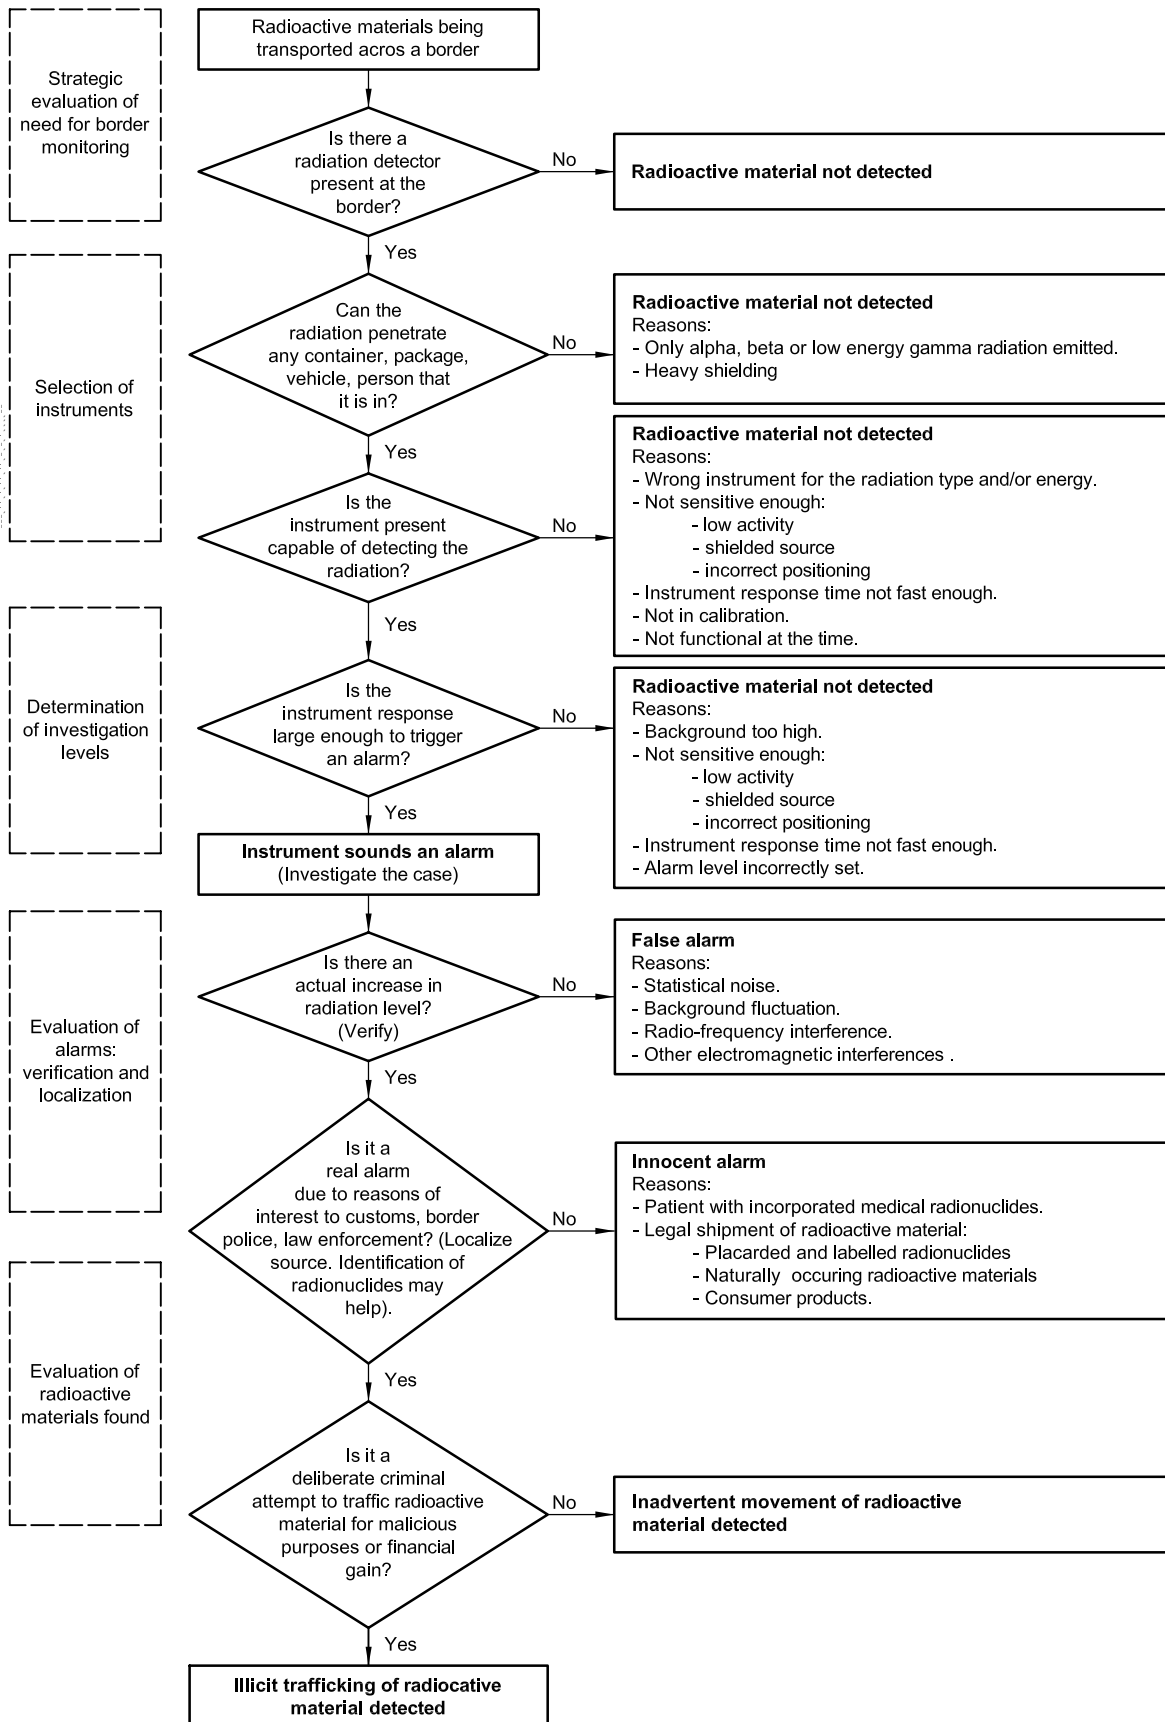 Radioactive materials being
transported acros a border
Strategic
evaluation of
need for border
monitoring
Is there a
radiation detector
present at the
border?
No
Radioactive material not detected
Yes
Selection of
instruments
Can the
radiation penetrate
any container, package,
vehicle, person that
it is in?
No
Radioactive material not detected
Reasons:
- Only alpha, beta or low energy gamma radiation emitted.
- Heavy shielding
Yes
Is the
instrument present
capable of detecting the
radiation?
No
Radioactive material not detected
Reasons:
- Wrong instrument for the radiation type and/or energy.
- Not sensitive enough:
- low activity
- shielded source
- incorrect positioning
- Instrument response time not fast enough.
- Not in calibration.
- Not functional at the time.
Yes
Determination
of investigation
levels
Is the
instrument response
large enough to trigger
an alarm?
No
Radioactive material not detected
Reasons:
- Background too high.
- Not sensitive enough:
- low activity
- shielded source
- incorrect positioning
- Instrument response time not fast enough.
- Alarm level incorrectly set.
Yes
Instrument sounds an alarm
(Investigate the case)
Evaluation of
alarms:
verification and
localization
Is there an
actual increase in
radiation level?
(Verify)
No
False alarm
Reasons:
- Statistical noise.
- Background fluctuation.
- Radio-frequency interference.
- Other electromagnetic interferences .
Yes
Is it a
real alarm
due to reasons of
interest to customs, border
police, law enforcement? (Localize
source. Identification of
radionuclides may
help).
No
Innocent alarm
Reasons:
- Patient with incorporated medical radionuclides.
- Legal shipment of radioactive material:
- Placarded and labelled radionuclides
- Naturally occuring radioactive materials
- Consumer products.
Yes
Evaluation of
radioactive
materials found
Is it a
deliberate criminal
attempt to traffic radioactive
material for malicious
purposes or financial
gain?
No
Inadvertent movement of radioactive
material detected
Yes
Illicit trafficking of radiocative
material detected